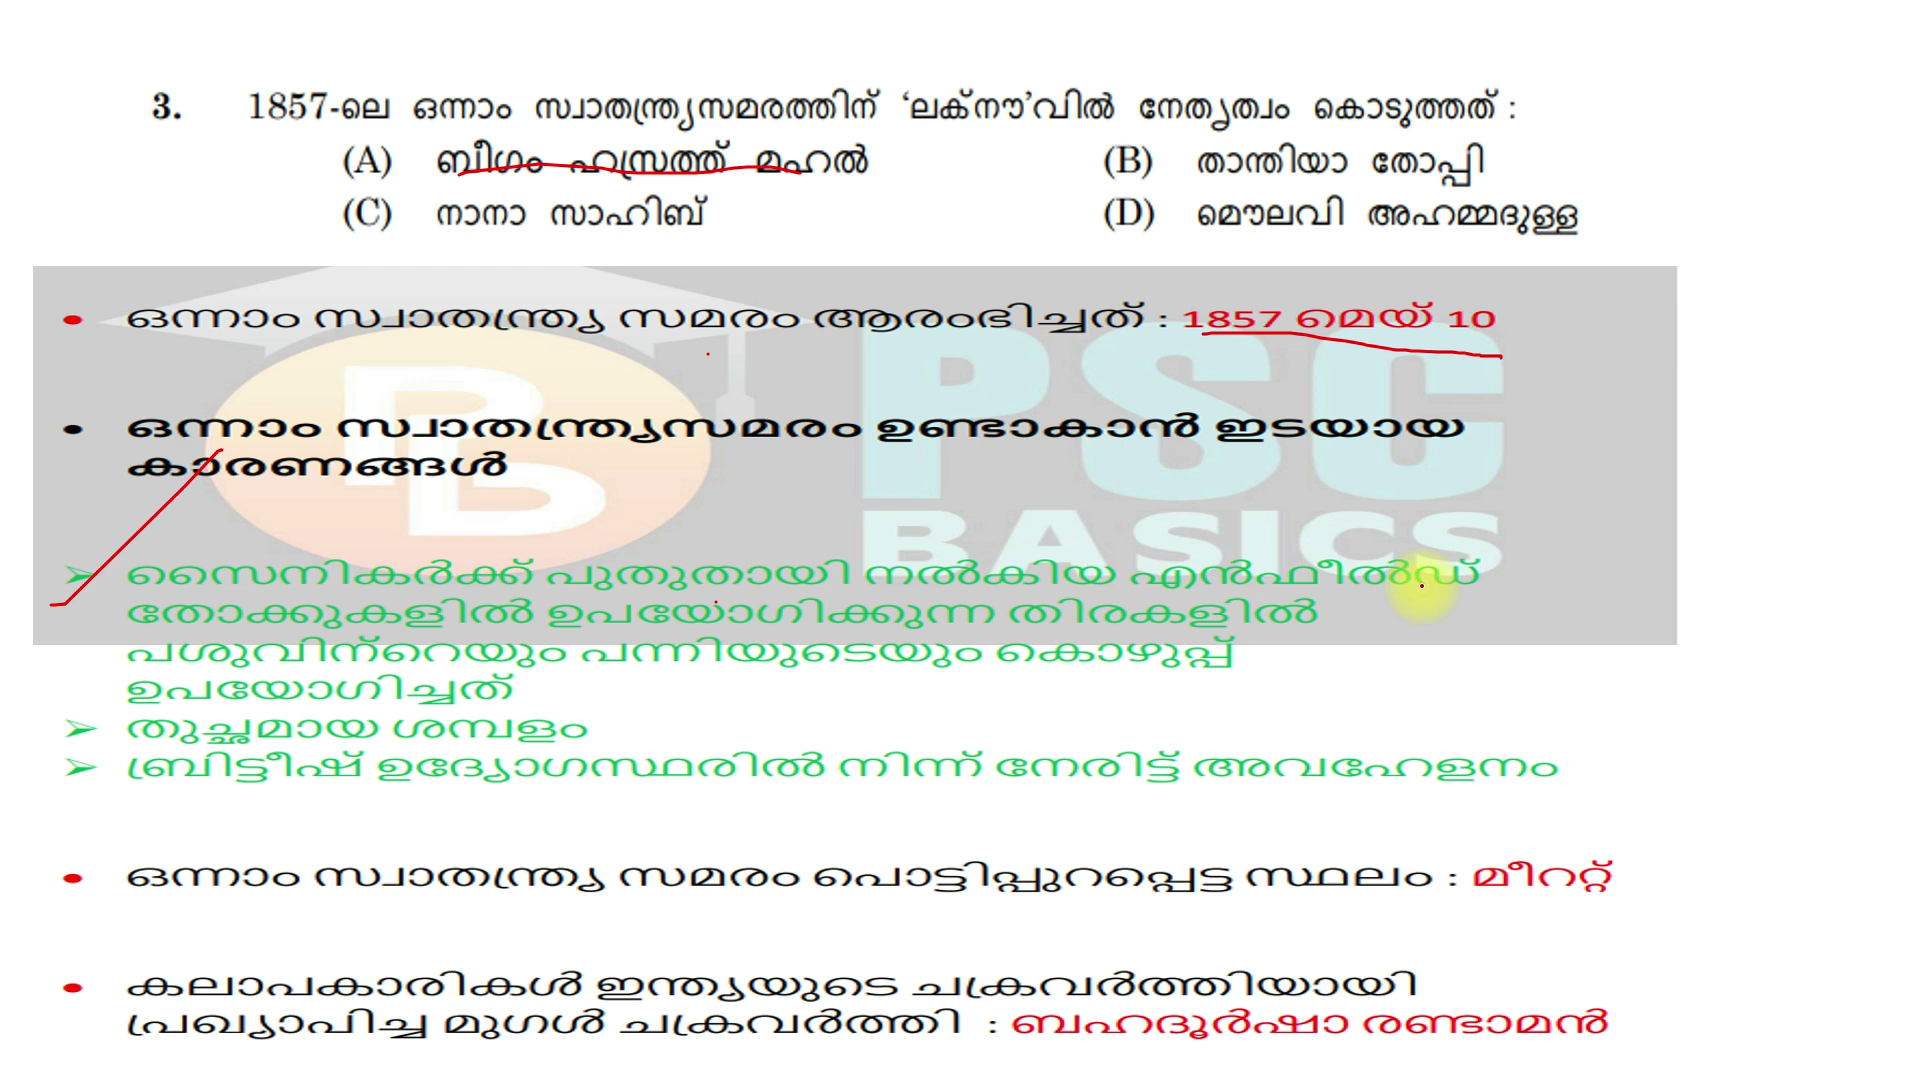 3. 1857-ലെ ഒന്നാം സ്വാതന്ത്ര്യസമരത്തിന് ‘ലക്നൗ’വിൽ നേതൃത്വം കൊടുത്തത് :
(A) ബീഗം ഹസ്രത്ത് മഹൽ (B) താന്തിയാ തോപ്പി
(C) നാനാ സാഹിബ് (D) മൌലവി അഹമ്മദുള്ള
• ഒന്നാം സ്വാതന്ത്ര്യ സമരം ആരംഭിച്ചത് : 1857 മെയ് 10
• ഒന്നാം സ്വാതന്ത്ര്യസമരം ഉണ്ടാകാൻ ഇടയായ
കാരണങ്ങൾ
PSC
BASICS
➢ സൈനികർക്ക് പുതുതായി നൽകിയ എൻഫീൽഡ്
തോക്കുകളിൽ ഉപയോഗിക്കുന്ന തിരകളിൽ
പശുവിന്റെയും പന്നിയുടെയും കൊഴുപ്പ്
ഉപയോഗിച്ചത്
➢ തുച്ഛമായ ശമ്പളം
➢ ബ്രിട്ടീഷ് ഉദ്യോഗസ്ഥരിൽ നിന്ന് നേരിട്ട് അവഹേളനം
• ഒന്നാം സ്വാതന്ത്ര്യ സമരം പൊട്ടിപ്പുറപ്പെട്ട സ്ഥലം : മീററ്റ്
• കലാപകാരികൾ ഇന്ത്യയുടെ ചക്രവർത്തിയായി
പ്രഖ്യാപിച്ച മുഗൾ ചക്രവർത്തി : ബഹദൂർഷാ രണ്ടാമൻ